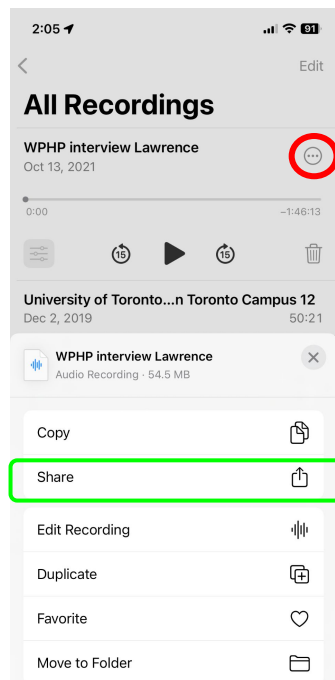 2:05 91
Edit
All Recordings
WPHP interview Lawrence
Oct 13, 2021
0:00 −1:46:13
15 15
University of Toronto...n Toronto Campus 12
Dec 2, 2019 50:21
WPHP interview Lawrence
Audio Recording · 54.5 MB
Copy
Share
Edit Recording
Duplicate
Favorite
Move to Folder